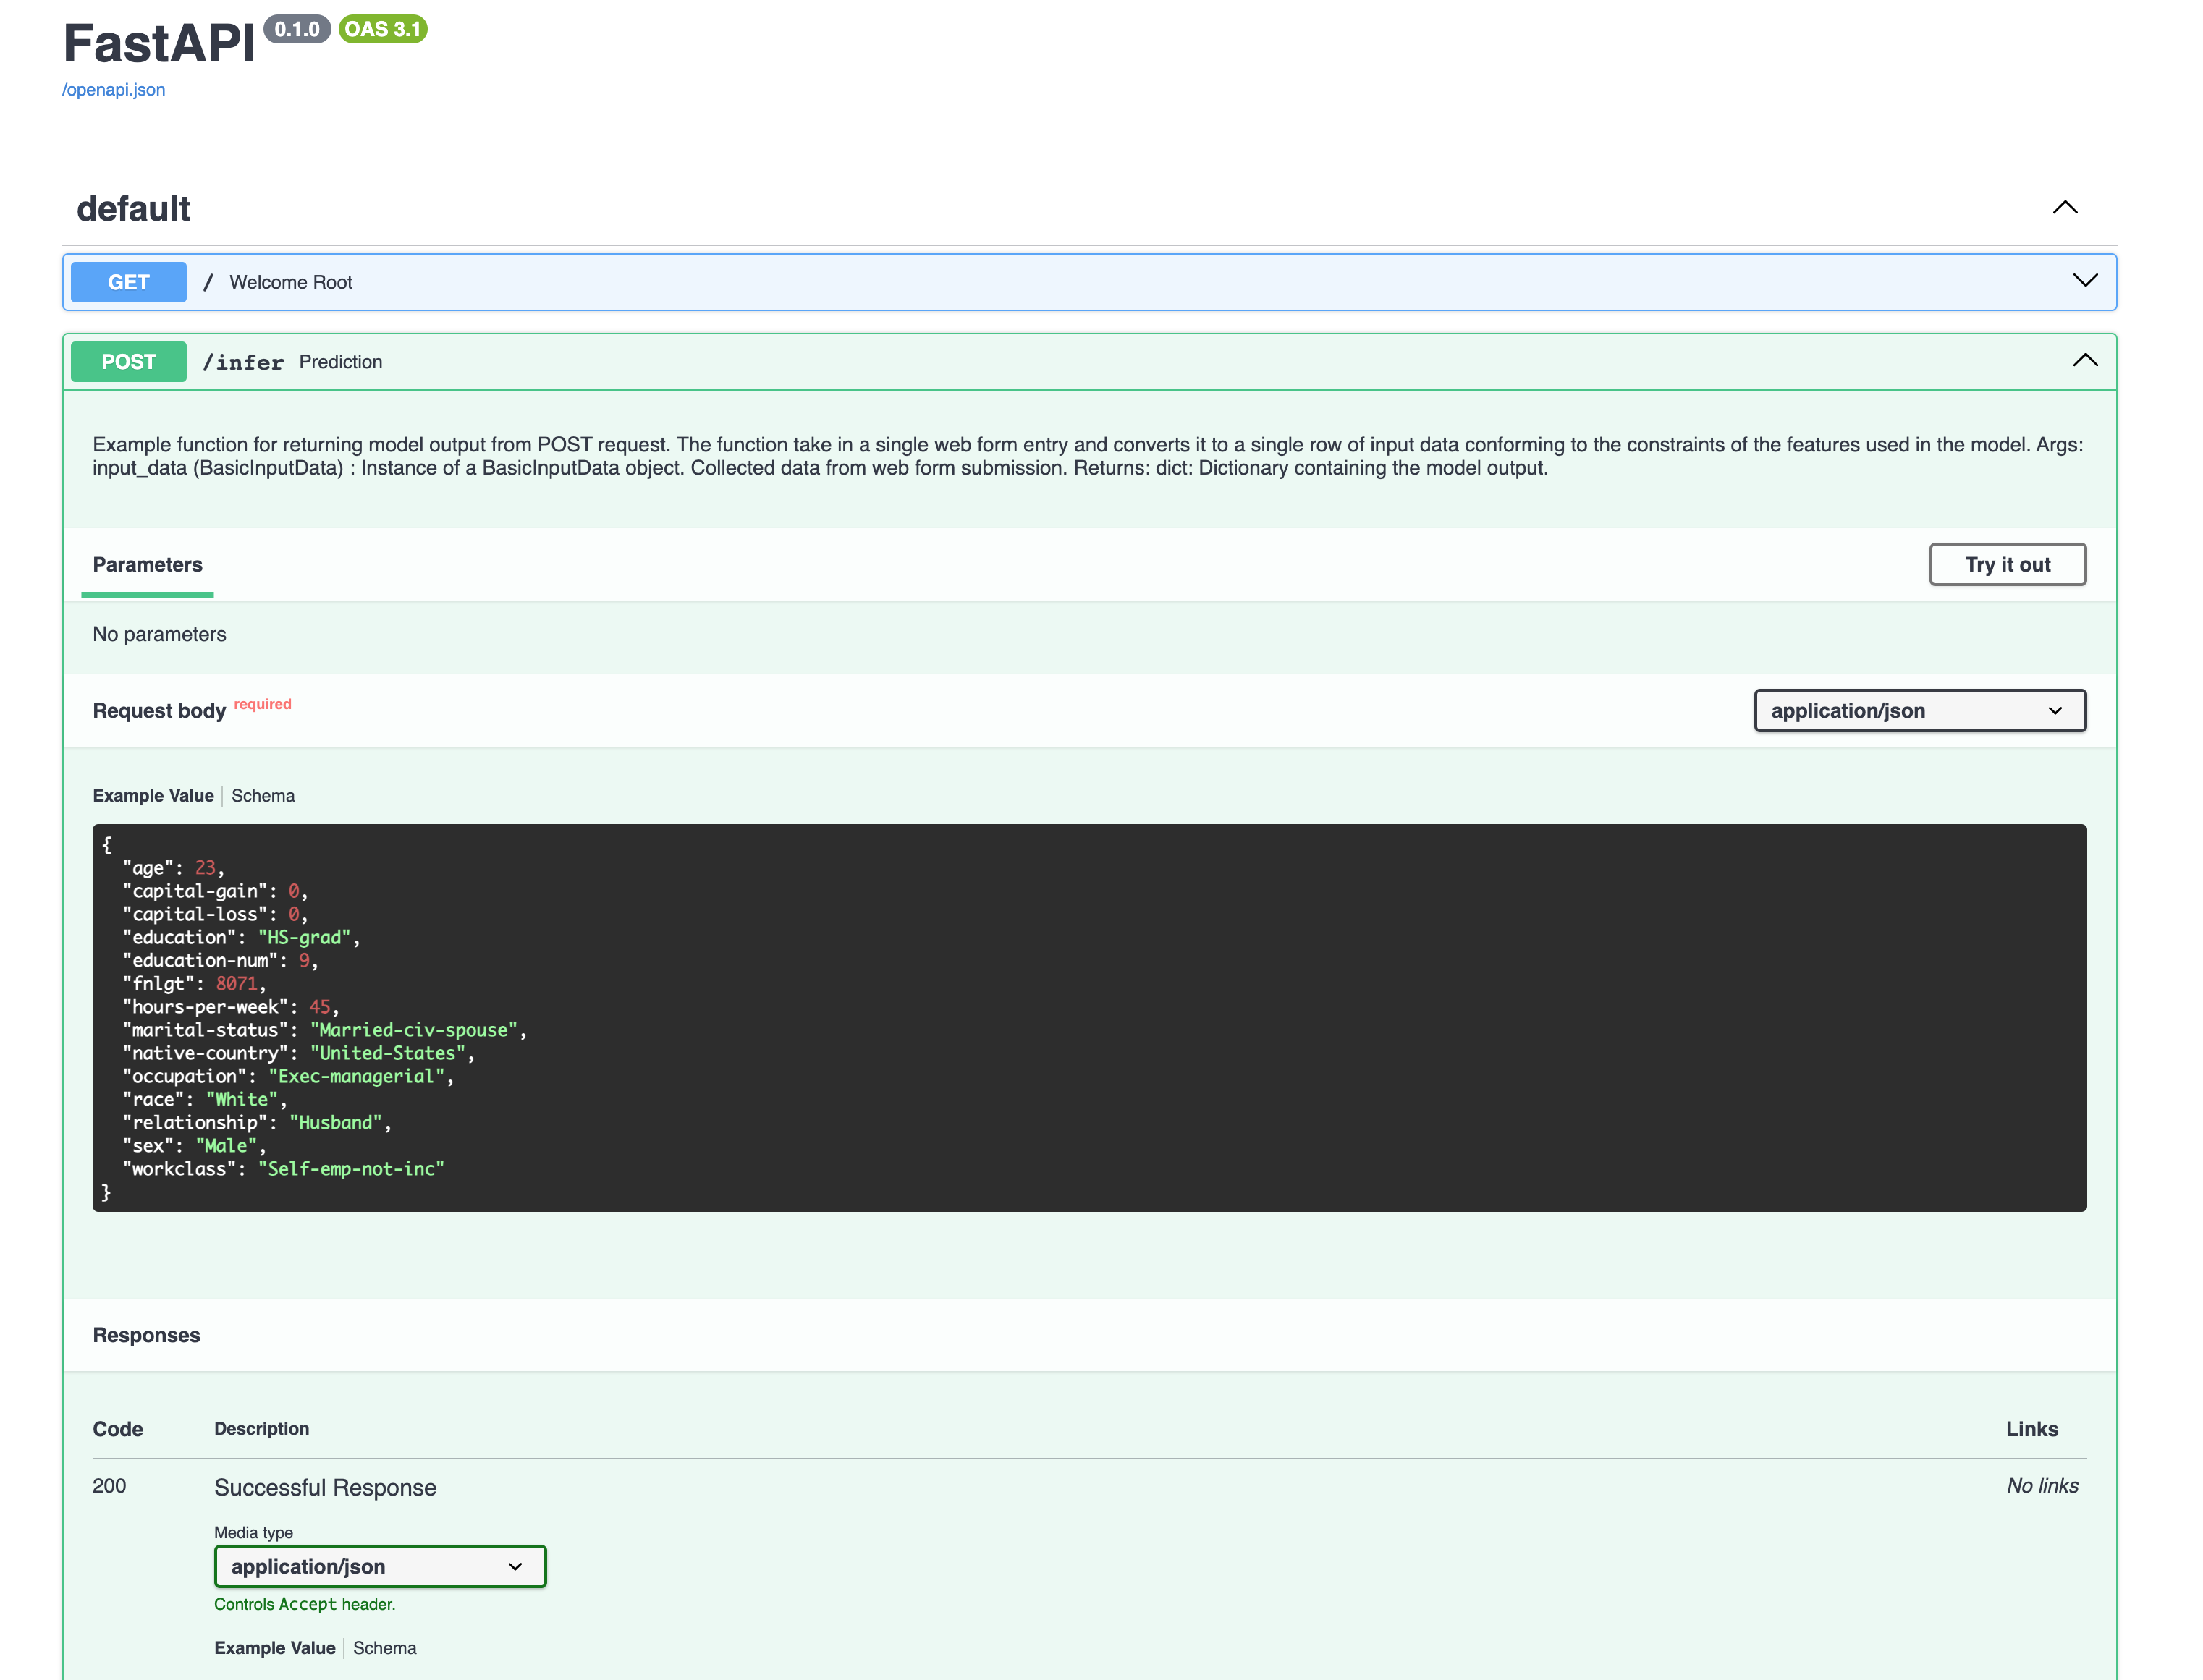 FastAPI 0.1.0 OAS 3.1
/openapi.json
default
GET / Welcome Root
POST /infer Prediction
Example function for returning model output from POST request. The function take in a single web form entry and converts it to a single row of input data conforming to the constraints of the features used in the model. Args:
input_data (BasicInputData) : Instance of a BasicInputData object. Collected data from web form submission. Returns: dict: Dictionary containing the model output.
Parameters
Try it out
No parameters
Request body required
application/json
Example Value | Schema
{
  "age": 23,
  "capital-gain": 0,
  "capital-loss": 0,
  "education": "HS-grad",
  "education-num": 9,
  "fnlgt": 8071,
  "hours-per-week": 45,
  "marital-status": "Married-civ-spouse",
  "native-country": "United-States",
  "occupation": "Exec-managerial",
  "race": "White",
  "relationship": "Husband",
  "sex": "Male",
  "workclass": "Self-emp-not-inc"
}
Responses
Code Description Links
200 Successful Response No links
Media type
application/json
Controls Accept header.
Example Value | Schema